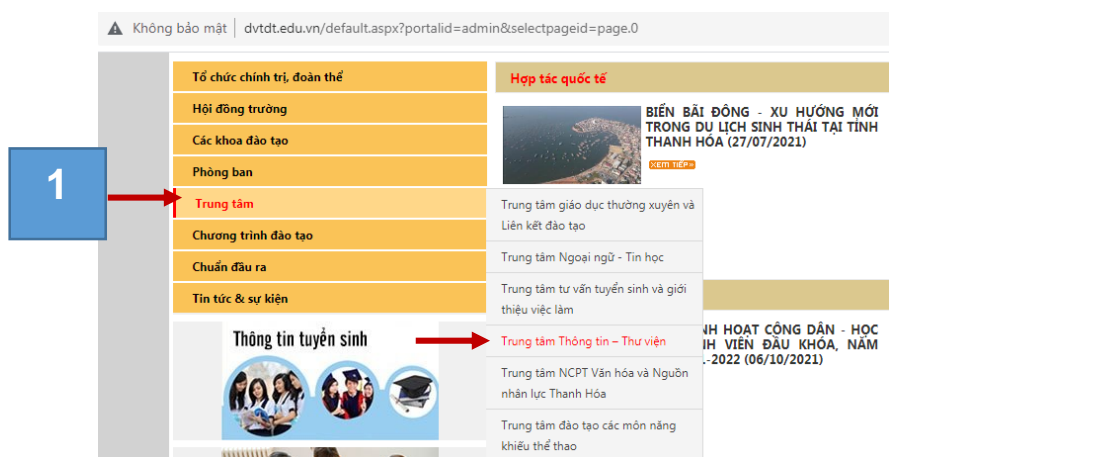 Không bảo mật | dvtdt.edu.vn/default.aspx?portalid=admin&selectpageid=page.0
Tổ chức chính trị, đoàn thể
Hội đồng trường
Các khoa đào tạo
Phòng ban
1
Trung tâm
Chương trình đào tạo
Chuẩn đầu ra
Tin tức & sự kiện
Thông tin tuyển sinh
Hợp tác quốc tế
BIỂN BÃI ĐÔNG - XU HƯỚNG MỚI
TRONG DU LỊCH SINH THÁI TẠI TỈNH
THANH HÓA (27/07/2021)
XEM TIẾP»
Trung tâm giáo dục thường xuyên và
Liên kết đào tạo
Trung tâm Ngoại ngữ - Tin học
Trung tâm tư vấn tuyển sinh và giới
thiệu việc làm
Trung tâm Thông tin – Thư viện
Trung tâm NCPT Văn hóa và Nguồn
nhân lực Thanh Hóa
Trung tâm đào tạo các môn năng
khiếu thể thao
NH HOẠT CÔNG DÂN - HỌC
NH VIÊN ĐẦU KHÓA, NĂM
-2022 (06/10/2021)